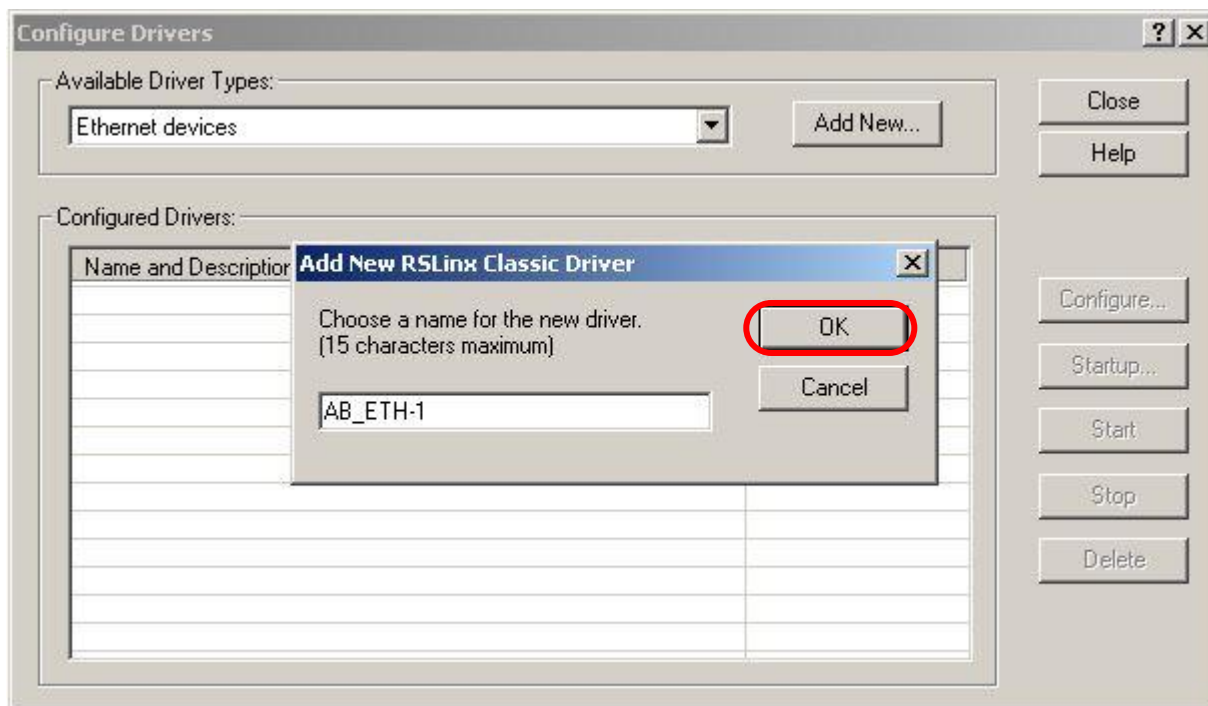 Configure Drivers
Available Driver Types:
Ethernet devices
Add New...
Close
Help
Configured Drivers:
Name and Description
Add New RSLinx Classic Driver
Choose a name for the new driver.
(15 characters maximum)
OK
Cancel
AB_ETH-1
Configure...
Startup...
Start
Stop
Delete